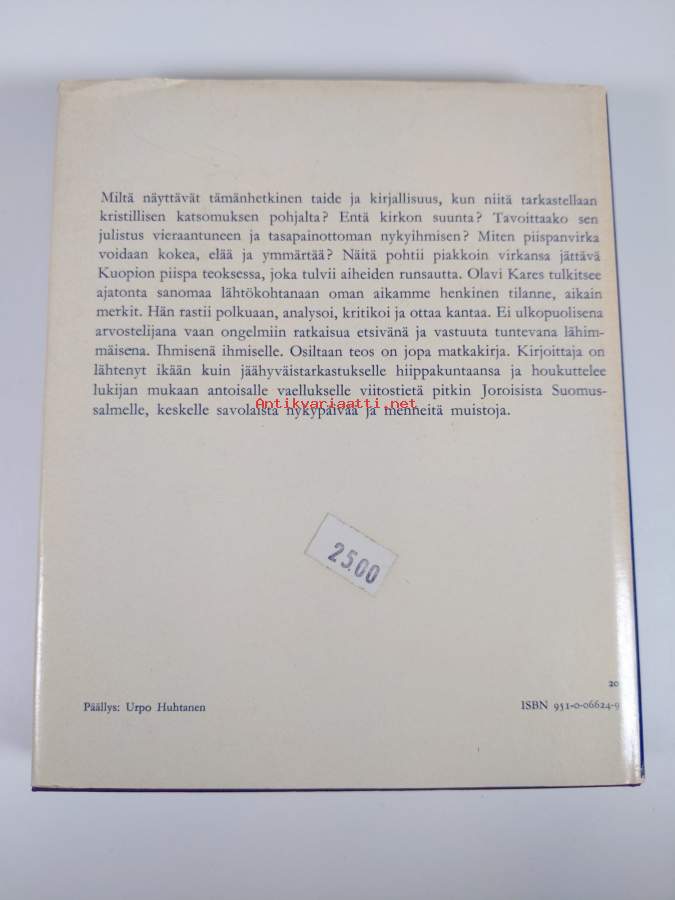 Miltä näyttävät tämänhetkinen taide ja kirjallisuus, kun niitä tarkastellaan
kristillisen katsomuksen pohjalta? Entä kirkon suunta? Tavoittaako sen
julistus vieraantuneen ja tasapainottoman nykyihmisen? Miten piispanvirka
voidaan kokea, elää ja ymmärtää? Näitä pohtii piakkoin virkansa jättävä
Kuopion piispa teoksessa, joka tulvii aiheiden runsautta. Olavi Kares tulkitsee
ajatonta sanomaa lähtökohtanaan oman aikamme henkinen tilanne, aikain
merkit. Hän rastii polkuaan, analysoi, kritikoi ja ottaa kantaa. Ei ulkopuolisena
arvostelijana vaan ongelmiin ratkaisua etsivänä ja vastuuta tuntevana lähim-
mäisena. Ihmisenä ihmiselle. Osiltaan teos on jopa matkakirja. Kirjoittaja on
lähtenyt ikään kuin jäähyväistarkastukselle hiippakuntaansa ja houkuttelee
lukijan mukaan antoisalle vaellukselle viitostietä pitkin Joroisista Suomus-
salmelle, keskelle savolaista nykypäivää ja menneitä muistoja.
Antikvariaatti.net
25.00
20
Päällys: Urpo Huhtanen
ISBN 951-0-06624-9